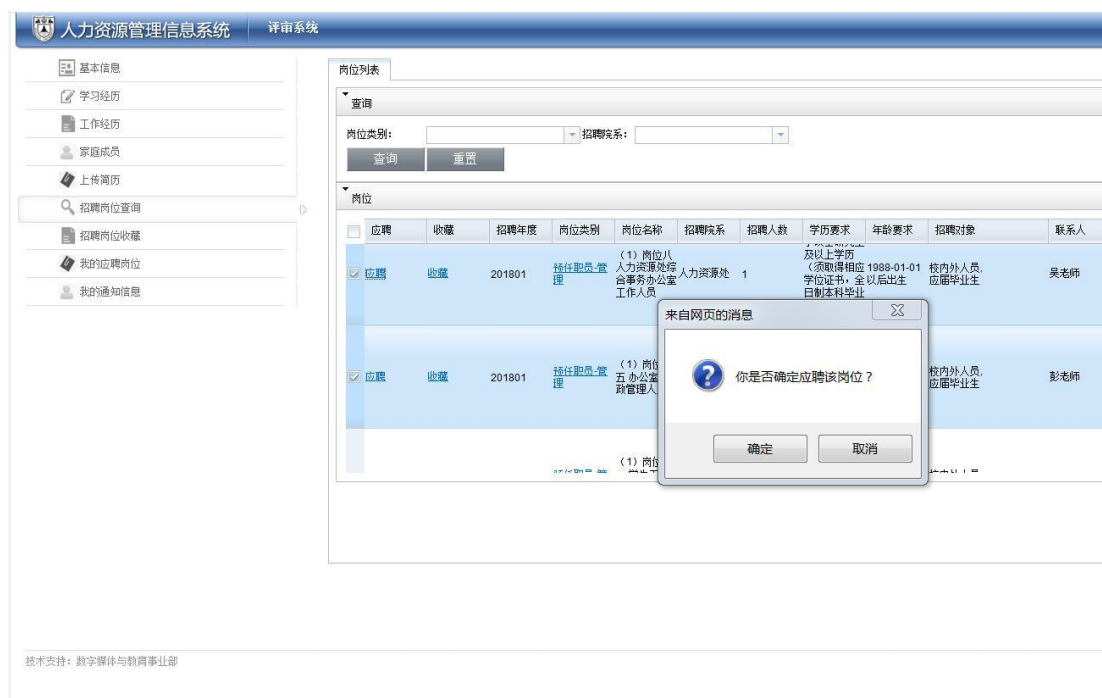 人力资源管理信息系统 评审系统
基本信息
学习经历
工作经历
家庭成员
上传简历
招聘岗位查询
招聘岗位收藏
我的应聘岗位
我的通知信息
岗位列表
查询
岗位类别： 招聘院系：
查询 重置
岗位
应聘 收藏 招聘年度 岗位类别 岗位名称 招聘院系 招聘人数 学历要求 年龄要求 招聘对象 联系人
应聘 收藏 201801
预任职员-管
理
（1）岗位八
人力资源处综
合事务办公室
工作人员
人力资源处 1
及以上学历
（须取得相应
学位证书，全
日制本科毕业
1988-01-01
以后出生
校内外人员,
应届毕业生
吴老师
来自网页的消息
你是否确定应聘该岗位？
确定 取消
应聘 收藏 201801
预任职员-管
理
（1）岗位
五 办公室
政管理人
校内外人员,
应届毕业生
彭老师
（1）岗位
技术支持：数字媒体与教育事业部